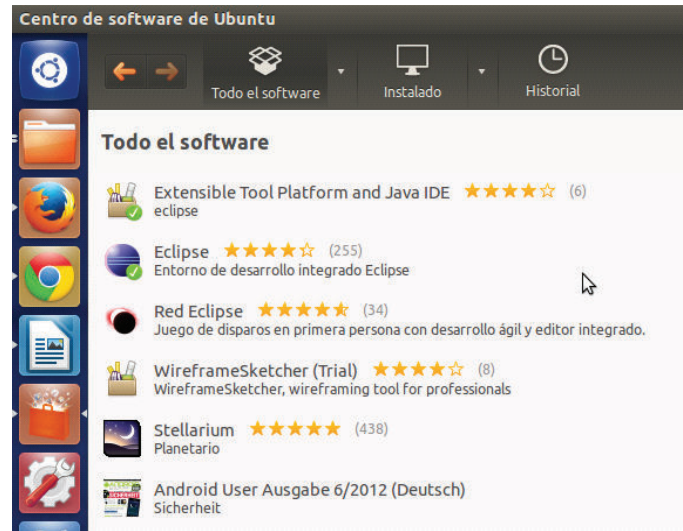 Centro de software de Ubuntu
Todo el software
Instalado
Historial
Todo el software
Extensible Tool Platform and Java IDE (6)
eclipse
Eclipse (255)
Entorno de desarrollo integrado Eclipse
Red Eclipse (34)
Juego de disparos en primera persona con desarrollo ágil y editor integrado.
WireframeSketcher (Trial) (8)
WireframeSketcher, wireframing tool for professionals
Stellarium (438)
Planetario
Android User Ausgabe 6/2012 (Deutsch)
Sicherheit